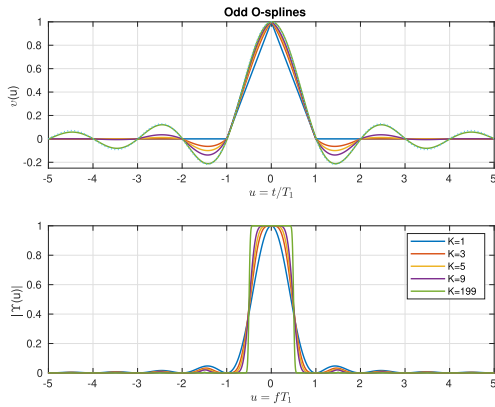 Odd O-splines
1
0.8
0.6
0.4
0.2
0
-0.2
υ(u)
-5 -4 -3 -2 -1 0 1 2 3 4 5
u = t/T₁
1
0.8
0.6
0.4
0.2
0
|Υ(u)|
K=1
K=3
K=5
K=9
K=199
-5 -4 -3 -2 -1 0 1 2 3 4 5
u = fT₁